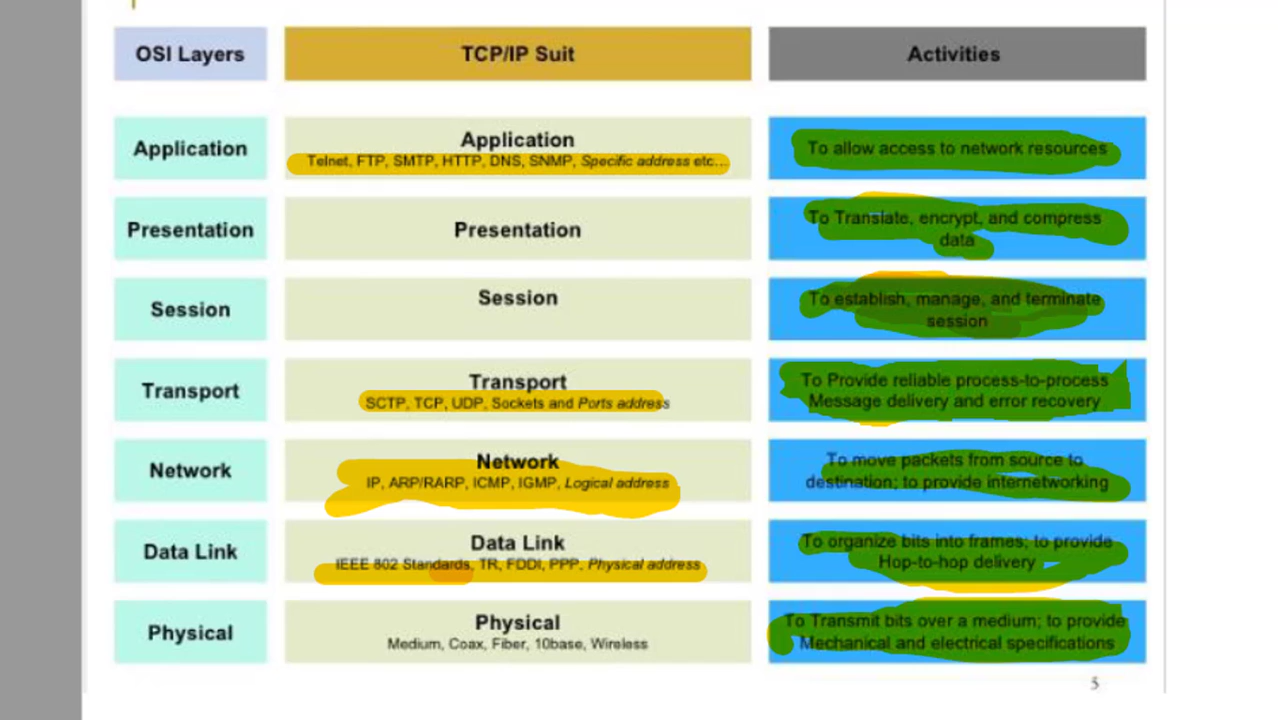 OSI Layers
TCP/IP Suit
Activities
Application
Application
Telnet, FTP, SMTP, HTTP, DNS, SNMP, Specific address etc...
To allow access to network resources
Presentation
Presentation
To Translate, encrypt, and compress
data
Session
Session
To establish, manage, and terminate
session
Transport
Transport
SCTP, TCP, UDP, Sockets and Ports address
To Provide reliable process-to-process
Message delivery and error recovery
Network
Network
IP, ARP/RARP, ICMP, IGMP, Logical address
To move packets from source to
destination; to provide internetworking
Data Link
Data Link
IEEE 802 Standards, TR, FDDI, PPP, Physical address
To organize bits into frames; to provide
Hop-to-hop delivery
Physical
Physical
Medium, Coax, Fiber, 10base, Wireless
To Transmit bits over a medium; to provide
Mechanical and electrical specifications
5